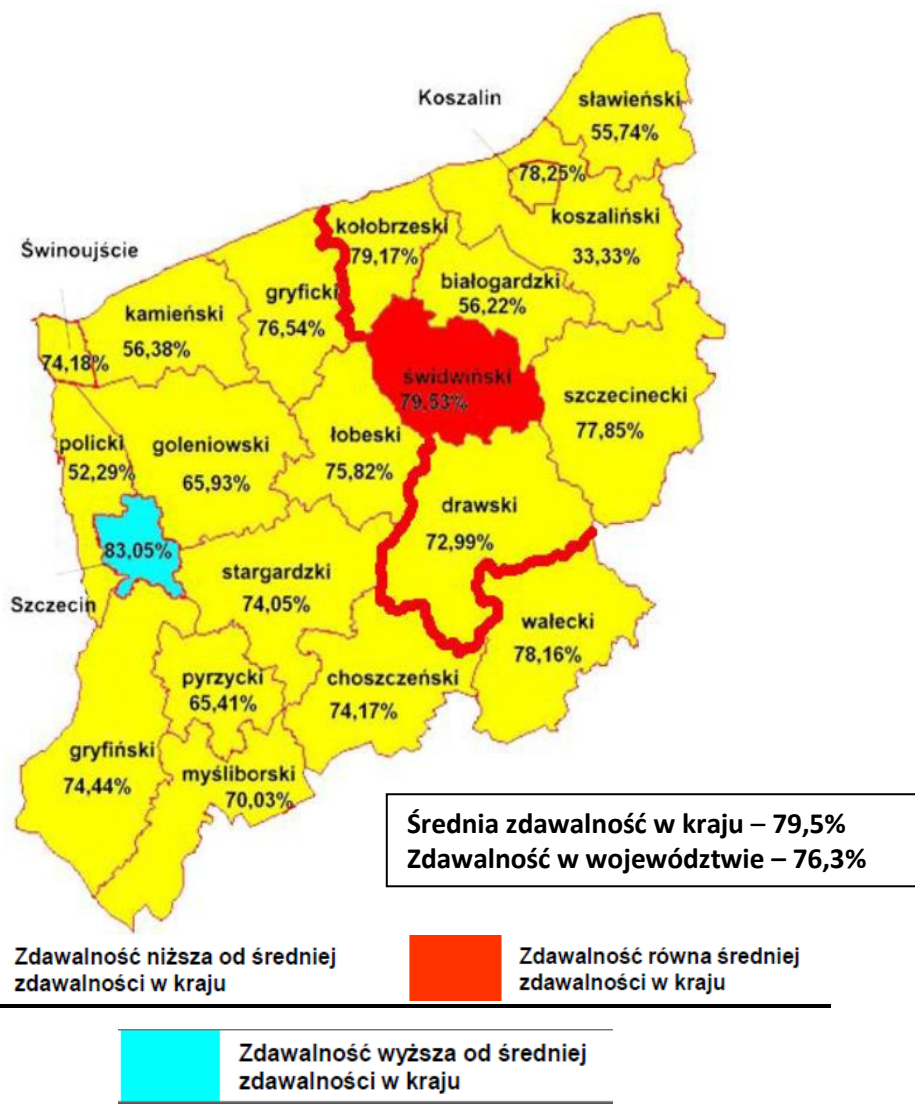 Koszalin
sławieński
55,74%
78,25%
koszaliński
33,33%
kołobrzeski
79,17%
Świnoujście
białogardzki
56,22%
gryficki
76,54%
kamieński
56,38%
74,18%
świdwiński
79,53%
szczecinecki
77,85%
policki
52,29%
goleniowski
65,93%
łobeski
75,82%
drawski
72,99%
83,05%
stargardzki
74,05%
Szczecin
wałecki
78,16%
pyrzycki
65,41%
choszczeński
74,17%
gryfiński
74,44%
myśliborski
70,03%
Średnia zdawalność w kraju – 79,5%
Zdawalność w województwie – 76,3%
Zdawalność niższa od średniej
zdawalności w kraju
Zdawalność równa średniej
zdawalności w kraju
Zdawalność wyższa od średniej
zdawalności w kraju